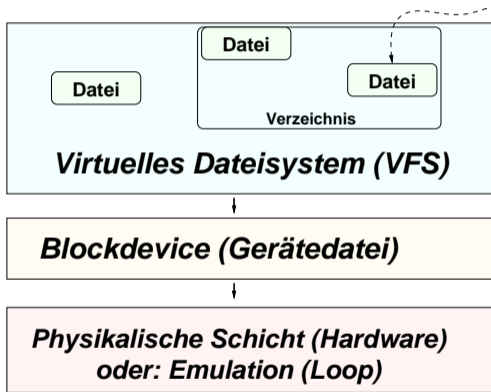 Datei
Datei
Datei
Verzeichnis
Virtuelles Dateisystem (VFS)
Blockdevice (Gerätedatei)
Physikalische Schicht (Hardware)
oder: Emulation (Loop)